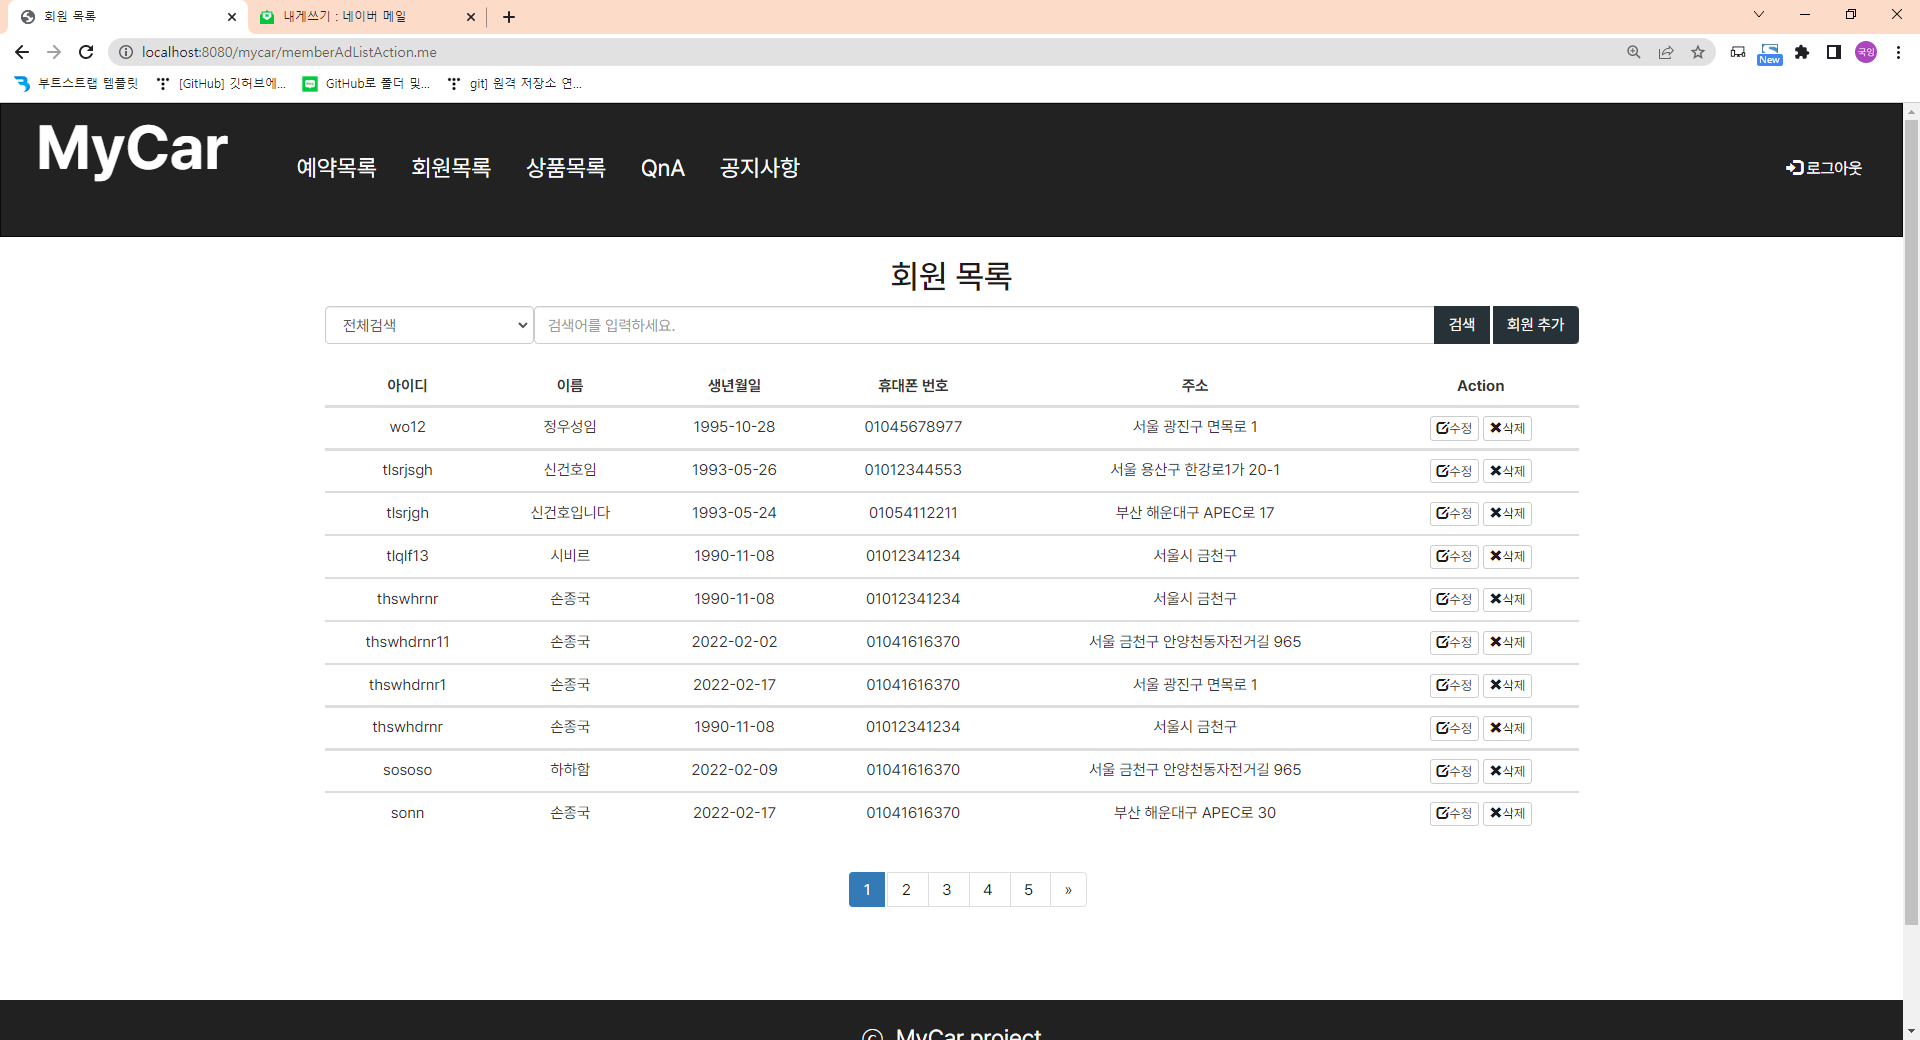 회원 목록
내게쓰기 : 네이버 메일
localhost:8080/mycar/memberAdListAction.me
New
국잉
부트스트랩 템플릿
[GitHub] 깃허브에...
GitHub로 폴더 및...
git] 원격 저장소 연...
MyCar
예약목록
회원목록
상품목록
QnA
공지사항
로그아웃
회원 목록
전체검색
검색어를 입력하세요.
검색
회원 추가
아이디 이름 생년월일 휴대폰 번호 주소 Action
wo12 정우성임 1995-10-28 01045678977 서울 광진구 면목로 1 수정 삭제
tlsrjsgh 신건호임 1993-05-26 01012344553 서울 용산구 한강로1가 20-1 수정 삭제
tlsrjgh 신건호입니다 1993-05-24 01054112211 부산 해운대구 APEC로 17 수정 삭제
tlqlf13 시비르 1990-11-08 01012341234 서울시 금천구 수정 삭제
thswhrnr 손종국 1990-11-08 01012341234 서울시 금천구 수정 삭제
thswhdrnr11 손종국 2022-02-02 01041616370 서울 금천구 안양천동자전거길 965 수정 삭제
thswhdrnr1 손종국 2022-02-17 01041616370 서울 광진구 면목로 1 수정 삭제
thswhdrnr 손종국 1990-11-08 01012341234 서울시 금천구 수정 삭제
sososo 하하함 2022-02-09 01041616370 서울 금천구 안양천동자전거길 965 수정 삭제
sonn 손종국 2022-02-17 01041616370 부산 해운대구 APEC로 30 수정 삭제
1 2 3 4 5 »
ⓒ MyCar project